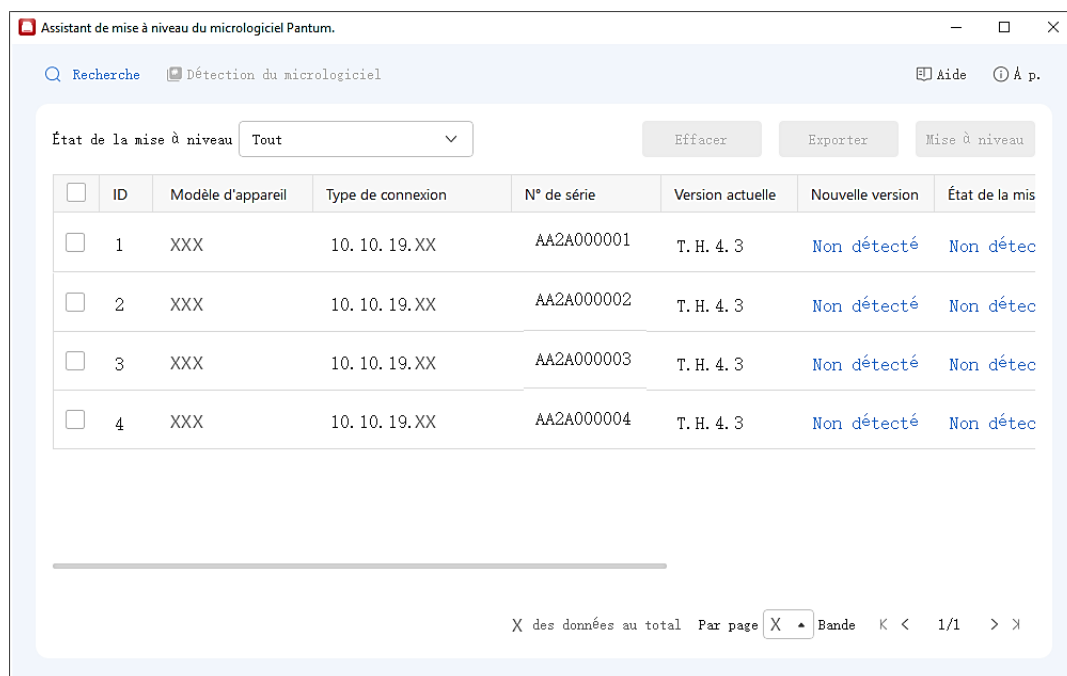 Assistant de mise à niveau du micrologiciel Pantum.
Recherche Détection du micrologiciel Aide À p.
État de la mise à niveau Tout Effacer Exporter Mise à niveau
ID Modèle d'appareil Type de connexion N° de série Version actuelle Nouvelle version État de la mis
1 XXX 10.10.19.XX AA2A000001 T.H.4.3 Non détecté Non détec
2 XXX 10.10.19.XX AA2A000002 T.H.4.3 Non détecté Non détec
3 XXX 10.10.19.XX AA2A000003 T.H.4.3 Non détecté Non détec
4 XXX 10.10.19.XX AA2A000004 T.H.4.3 Non détecté Non détec
X des données au total Par page X Bande 1/1